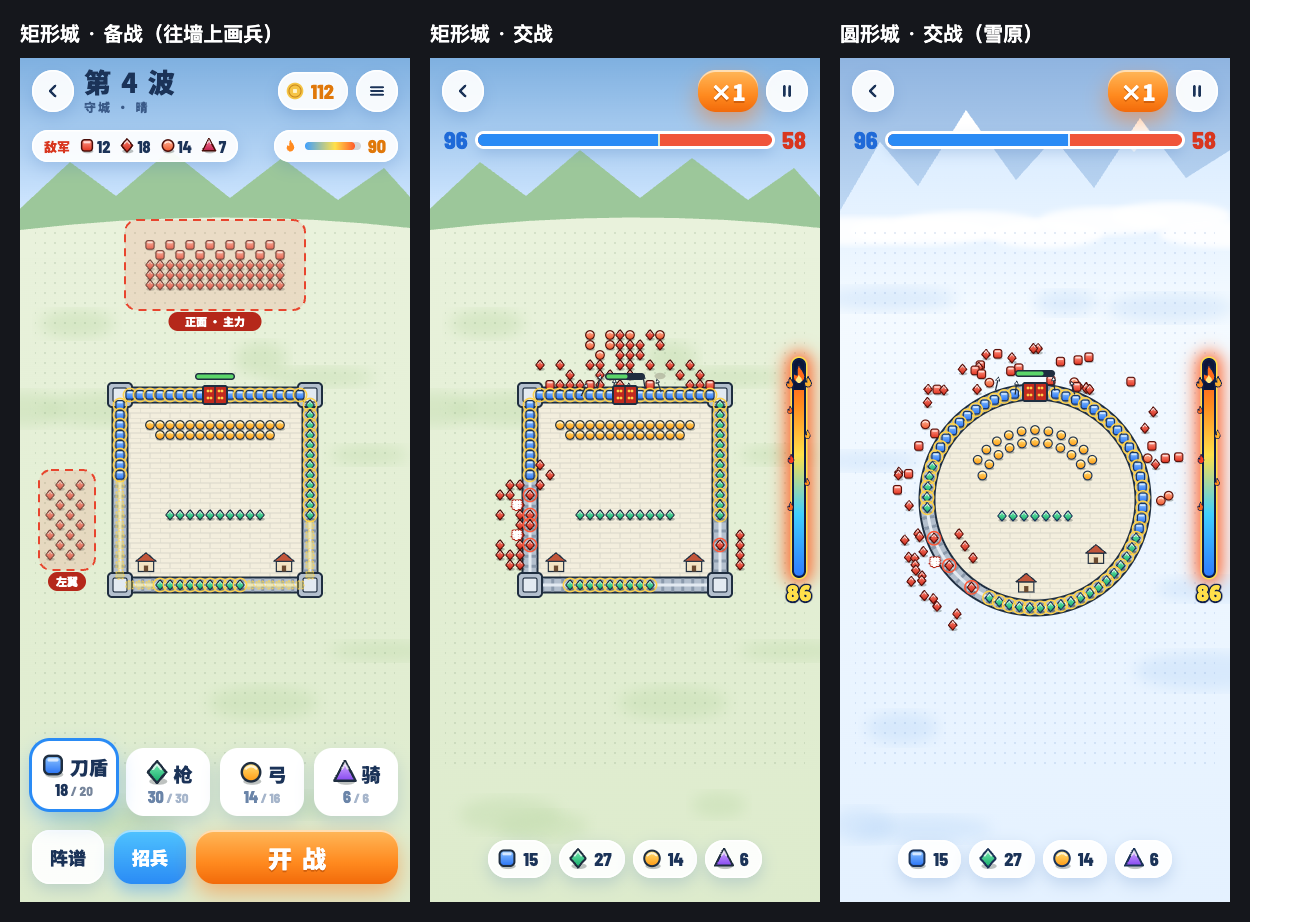 矩形城 · 备战（往墙上画兵）
第 4 波
守城 · 晴
112
敌军 12 18 14 7
90
正面 · 主力
左翼
刀盾
18 / 20
枪
30 / 30
弓
14 / 16
骑
6 / 6
阵谱
招兵
开 战
矩形城 · 交战
×1
96
58
86
15
27
14
6
圆形城 · 交战（雪原）
×1
96
58
86
15
27
14
6